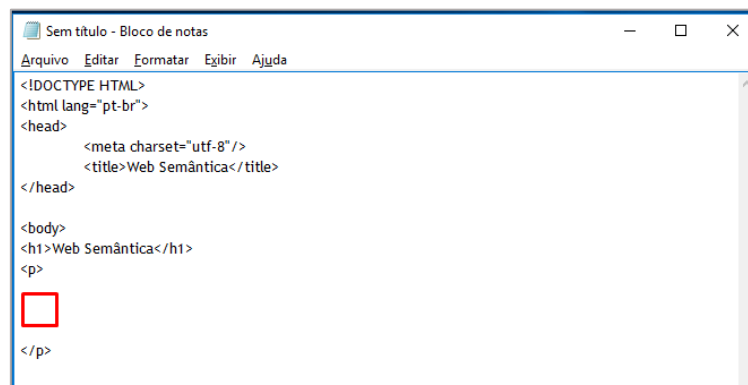 Sem título - Bloco de notas
Arquivo Editar Formatar Exibir Ajuda
<!DOCTYPE HTML>
<html lang="pt-br">
<head>
<meta charset="utf-8"/>
<title>Web Semântica</title>
</head>
<body>
<h1>Web Semântica</h1>
<p>
</p>